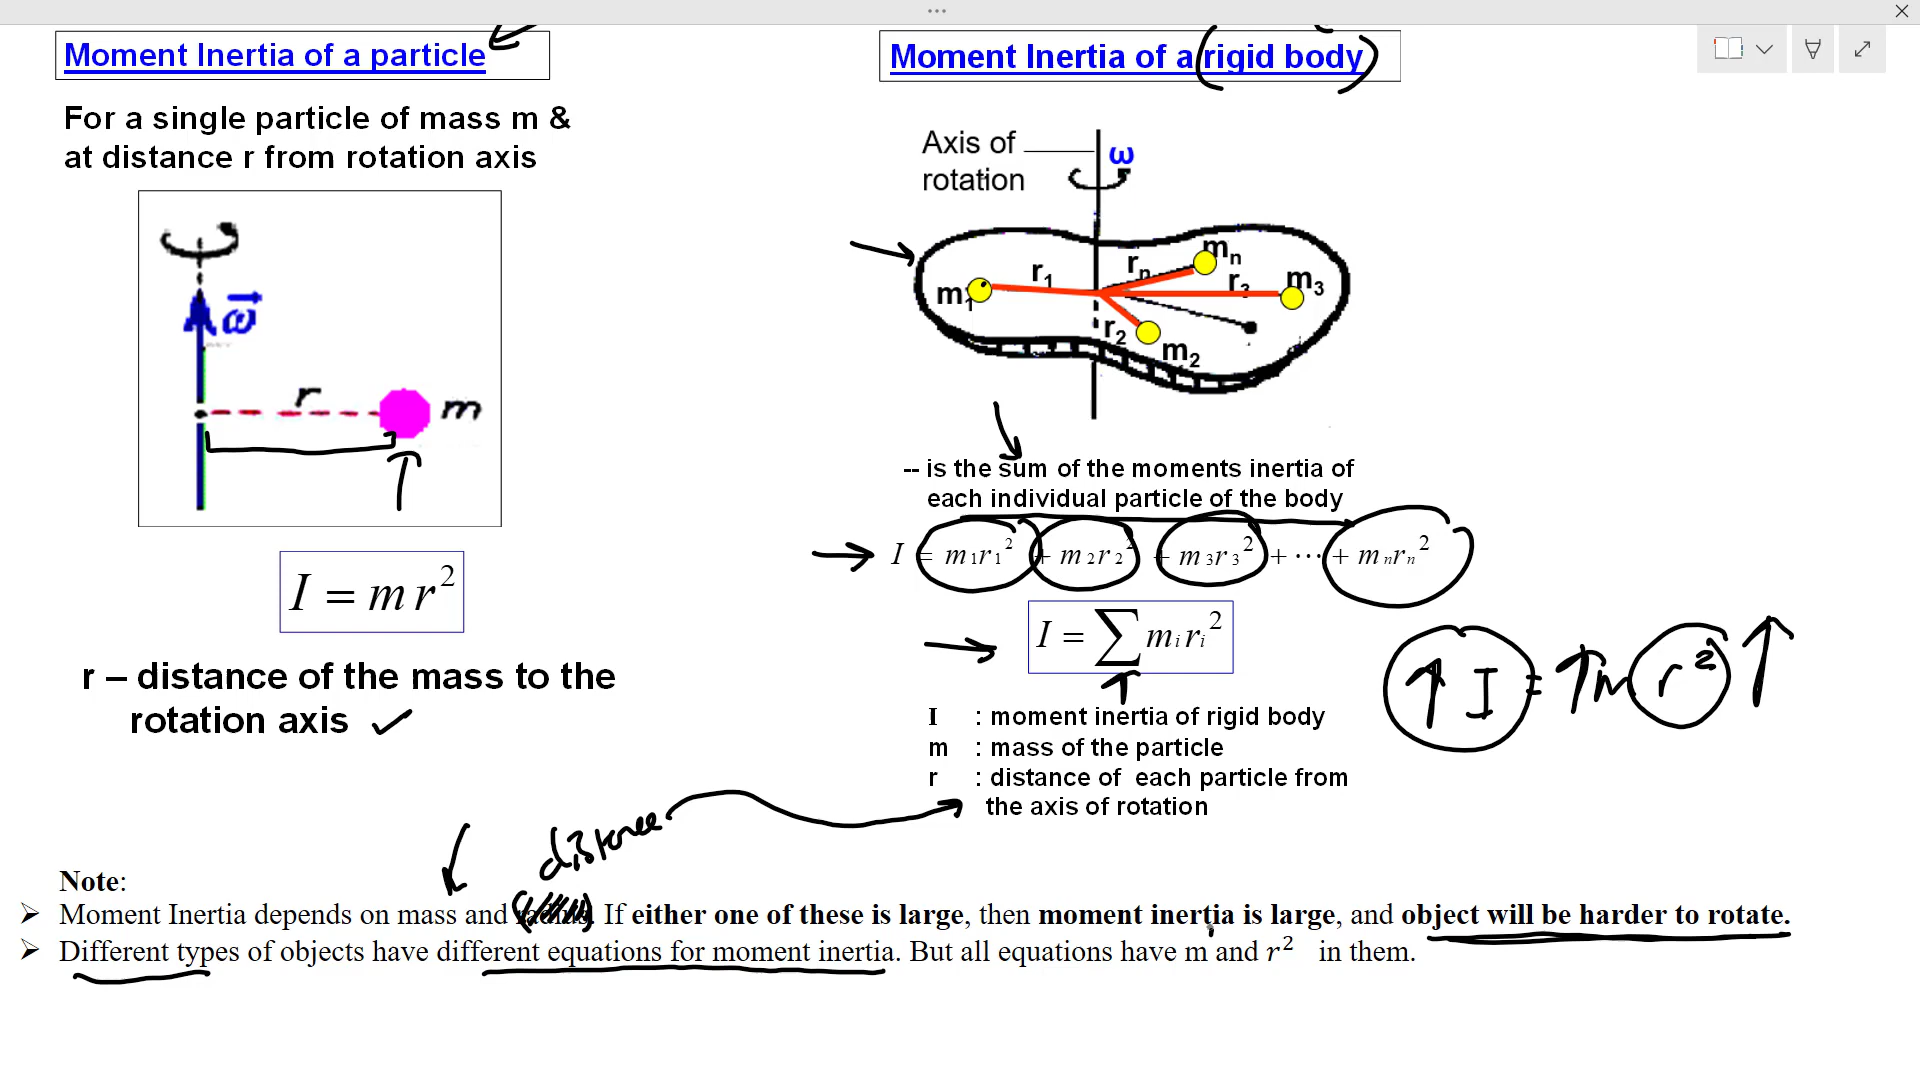 Moment Inertia of a particle
For a single particle of mass m &
at distance r from rotation axis
ω
r
m
I = m r²
r – distance of the mass to the
rotation axis
Moment Inertia of a rigid body
Axis of
rotation
ω
m₁ r₁ rₙ mₙ r₃ m₃
r₂ m₂
-- is the sum of the moments inertia of
each individual particle of the body
I = m₁r₁² + m₂r₂² + m₃r₃² + ⋯ + mₙrₙ²
I = ∑ mᵢrᵢ²
↑ I = ↑ m r² ↑
I : moment inertia of rigid body
m : mass of the particle
r : distance of each particle from
the axis of rotation
distance
Note:
➢ Moment Inertia depends on mass and radius. If either one of these is large, then moment inertia is large, and object will be harder to rotate.
➢ Different types of objects have different equations for moment inertia. But all equations have m and r² in them.